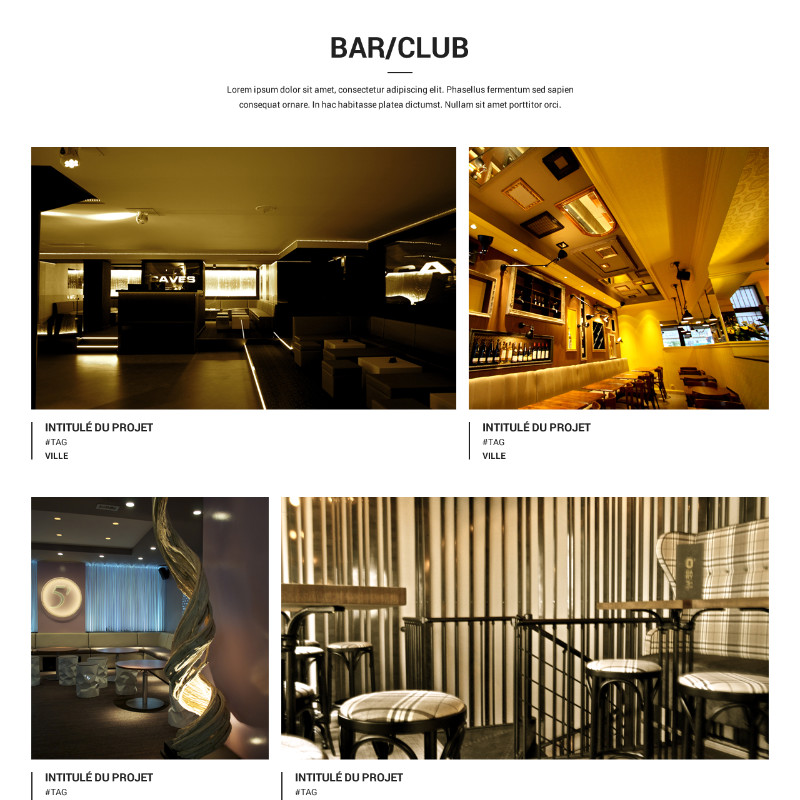 BAR/CLUB
Lorem ipsum dolor sit amet, consectetur adipiscing elit. Phasellus fermentum sed sapien
consequat ornare. In hac habitasse platea dictumst. Nullam sit amet porttitor orci.
CAVES
INTITULÉ DU PROJET
#TAG
VILLE
INTITULÉ DU PROJET
#TAG
VILLE
INTITULÉ DU PROJET
#TAG
INTITULÉ DU PROJET
#TAG